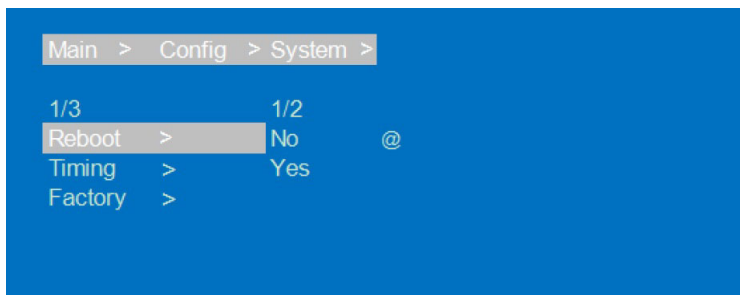 Main > Config > System >
1/3 1/2
Reboot > No @
Timing > Yes
Factory >